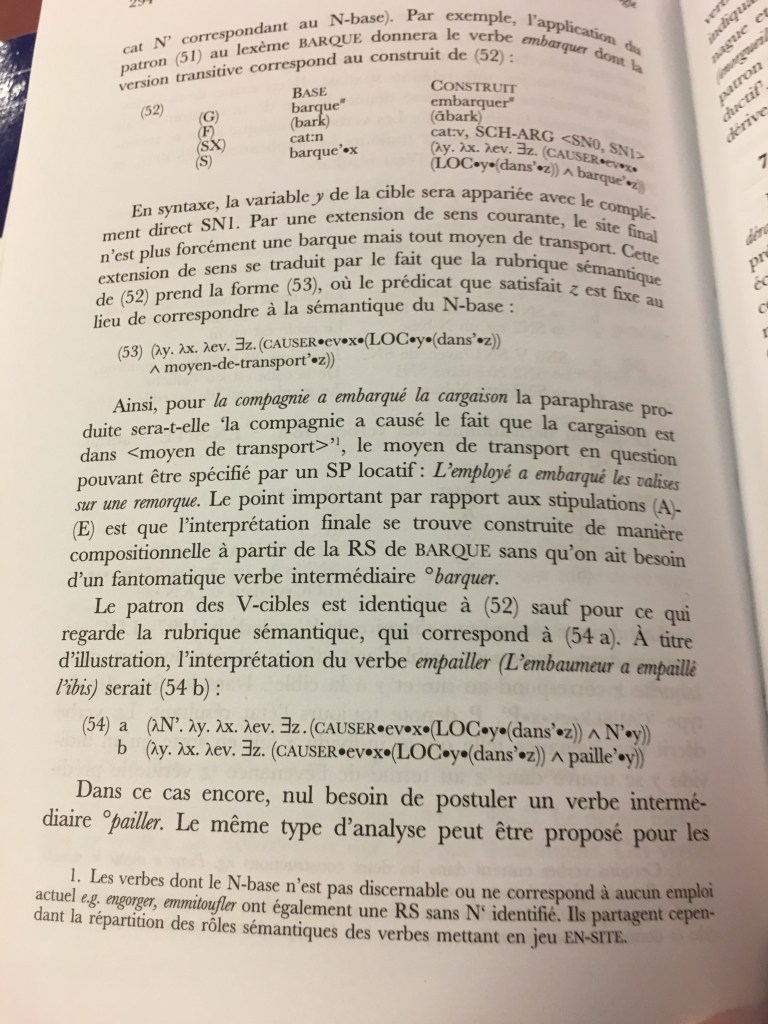 294
cat N' correspondant au N-base). Par exemple, l'application du
patron (51) au lexème BARQUE donnera le verbe embarquer dont la
version transitive correspond au construit de (52) :
BASE CONSTRUIT
(52) (G) barque# embarquer#
(F) (bark) (ãbark)
(SX) cat:n cat:v, SCH-ARG <SN0, SN1>
(S) barque'•x (λy. λx. λev. ∃z. (CAUSER•ev•x•
(LOC•y•(dans'•z)) ∧ barque'•z))
En syntaxe, la variable y de la cible sera appariée avec le complé-
ment direct SN1. Par une extension de sens courante, le site final
n'est plus forcément une barque mais tout moyen de transport. Cette
extension de sens se traduit par le fait que la rubrique sémantique
de (52) prend la forme (53), où le prédicat que satisfait z est fixe au
lieu de correspondre à la sémantique du N-base :
(53) (λy. λx. λev. ∃z.(CAUSER•ev•x•(LOC•y•(dans'•z))
∧ moyen-de-transport'•z))
Ainsi, pour la compagnie a embarqué la cargaison la paraphrase pro-
duite sera-t-elle 'la compagnie a causé le fait que la cargaison est
dans <moyen de transport>'1, le moyen de transport en question
pouvant être spécifié par un SP locatif : L'employé a embarqué les valises
sur une remorque. Le point important par rapport aux stipulations (A)-
(E) est que l'interprétation finale se trouve construite de manière
compositionnelle à partir de la RS de BARQUE sans qu'on ait besoin
d'un fantomatique verbe intermédiaire °barquer.
Le patron des V-cibles est identique à (52) sauf pour ce qui
regarde la rubrique sémantique, qui correspond à (54 a). À titre
d'illustration, l'interprétation du verbe empailler (L'embaumeur a empaillé
l'ibis) serait (54 b) :
(54) a (λN'. λy. λx. λev. ∃z.(CAUSER•ev•x•(LOC•y•(dans'•z)) ∧ N'•y))
b (λy. λx. λev. ∃z. (CAUSER•ev•x•(LOC•y•(dans'•z)) ∧ paille'•y))
Dans ce cas encore, nul besoin de postuler un verbe intermé-
diaire °pailler. Le même type d'analyse peut être proposé pour les
1. Les verbes dont le N-base n'est pas discernable ou ne correspond à aucun emploi
actuel e.g. engorger, emmitoufler ont également une RS sans N' identifié. Ils partagent cepen-
dant la répartition des rôles sémantiques des verbes mettant en jeu EN-SITE.
indiqua
nague et
patron
ductif.
dérive